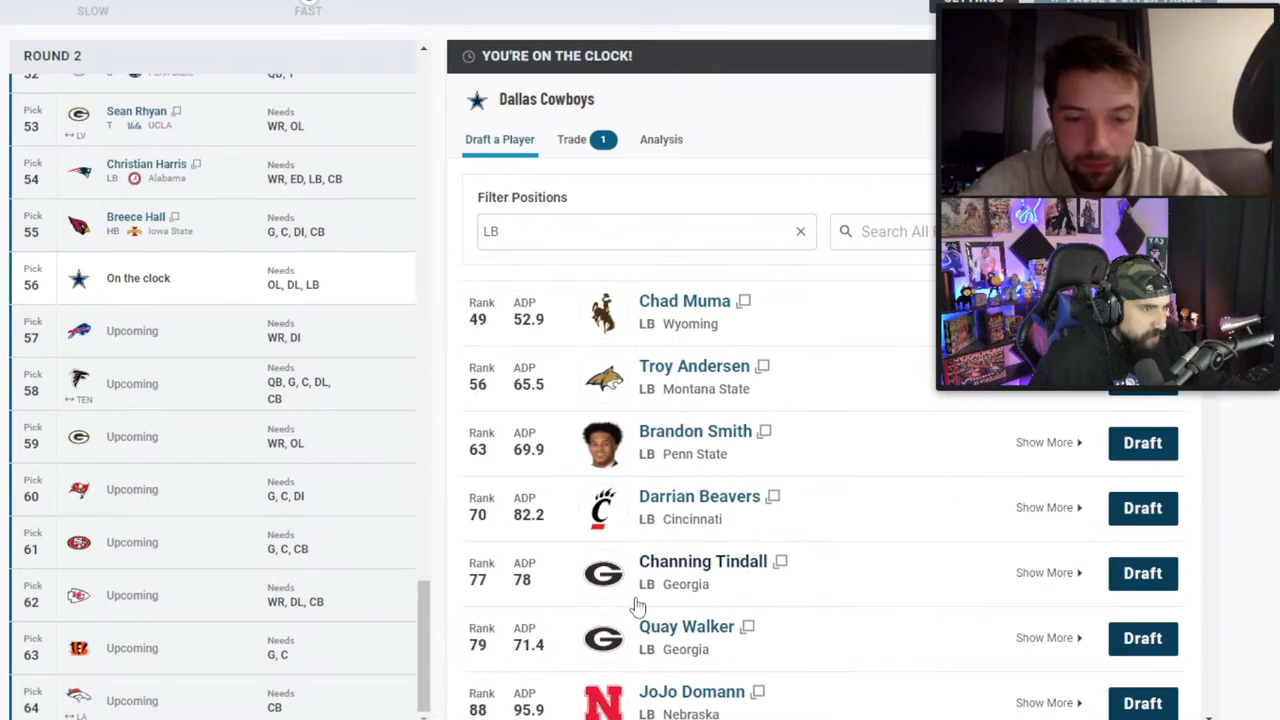 SLOW
FAST
ROUND 2
Pick
53
LV
Sean Rhyan
T UCLA
Needs
WR, OL
Pick
54
Christian Harris
LB Alabama
Needs
WR, ED, LB, CB
Pick
55
Breece Hall
HB Iowa State
Needs
G, C, DI, CB
Pick
56
On the clock
Needs
OL, DL, LB
Pick
57
Upcoming
Needs
WR, DI
Pick
58
TEN
Upcoming
Needs
QB, G, C, DL,
CB
Pick
59
Upcoming
Needs
WR, OL
Pick
60
Upcoming
Needs
G, C, DI
Pick
61
Upcoming
Needs
G, C, CB
Pick
62
Upcoming
Needs
WR, DL, CB
Pick
63
Upcoming
Needs
G, C
Pick
64
LA
Upcoming
Needs
CB
YOU'RE ON THE CLOCK!
Dallas Cowboys
Draft a Player
Trade 1
Analysis
Filter Positions
LB
Search All
Rank
49
ADP
52.9
Chad Muma
LB Wyoming
Rank
56
ADP
65.5
Troy Andersen
LB Montana State
Rank
63
ADP
69.9
Brandon Smith
LB Penn State
Show More
Draft
Rank
70
ADP
82.2
Darrian Beavers
LB Cincinnati
Show More
Draft
Rank
77
ADP
78
Channing Tindall
LB Georgia
Show More
Draft
Rank
79
ADP
71.4
Quay Walker
LB Georgia
Show More
Draft
Rank
88
ADP
95.9
JoJo Domann
LB Nebraska
Show More
Draft